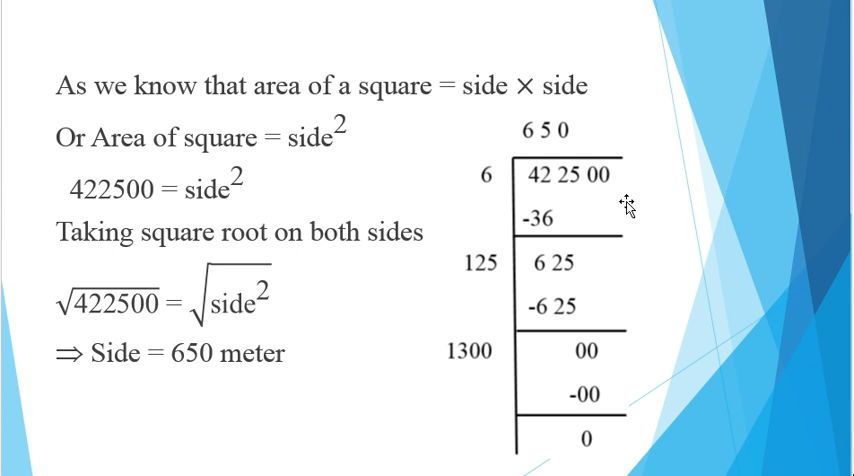 As we know that area of a square = side × side
Or Area of square = side²
422500 = side²
Taking square root on both sides
√422500 = √side²
⇒ Side = 650 meter
6 5 0
6 42 25 00
-36
125 6 25
-6 25
1300 00
-00
0